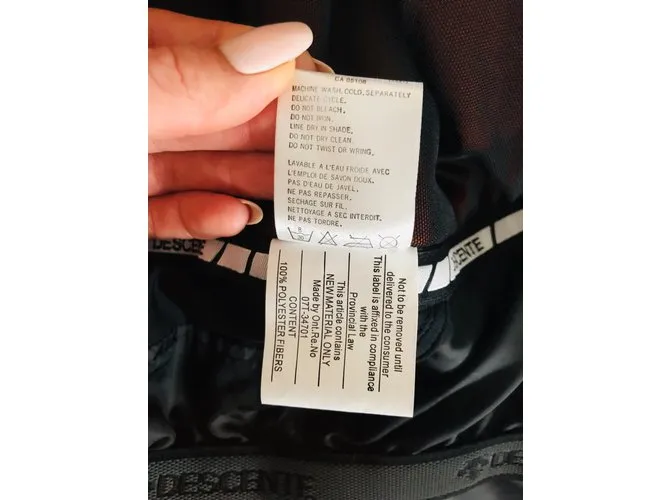 CA 85106
MACHINE WASH, COLD, SEPARATELY
DELICATE CYCLE.
DO NOT BLEACH.
DO NOT IRON.
LINE DRY IN SHADE.
DO NOT DRY CLEAN.
DO NOT TWIST OR WRING.
LAVABLE A L'EAU FROIDE AVEC
L'EMPLOI DE SAVON DOUX.
PAS D'EAU DE JAVEL.
NE PAS REPASSER.
SECHAGE SUR FIL.
NETTOYAGE A SEC INTERDIT.
NE PAS TORDRE.
Not to be removed until
delivered to the consumer
This label is affixed in compliance
with the
Provincial Law
This article contains
NEW MATERIAL ONLY
Made by Ont.Re.No
07T-34701
CONTENT
100% POLYESTER FIBERS
DESCE
CENTE
DESCENTE
DES